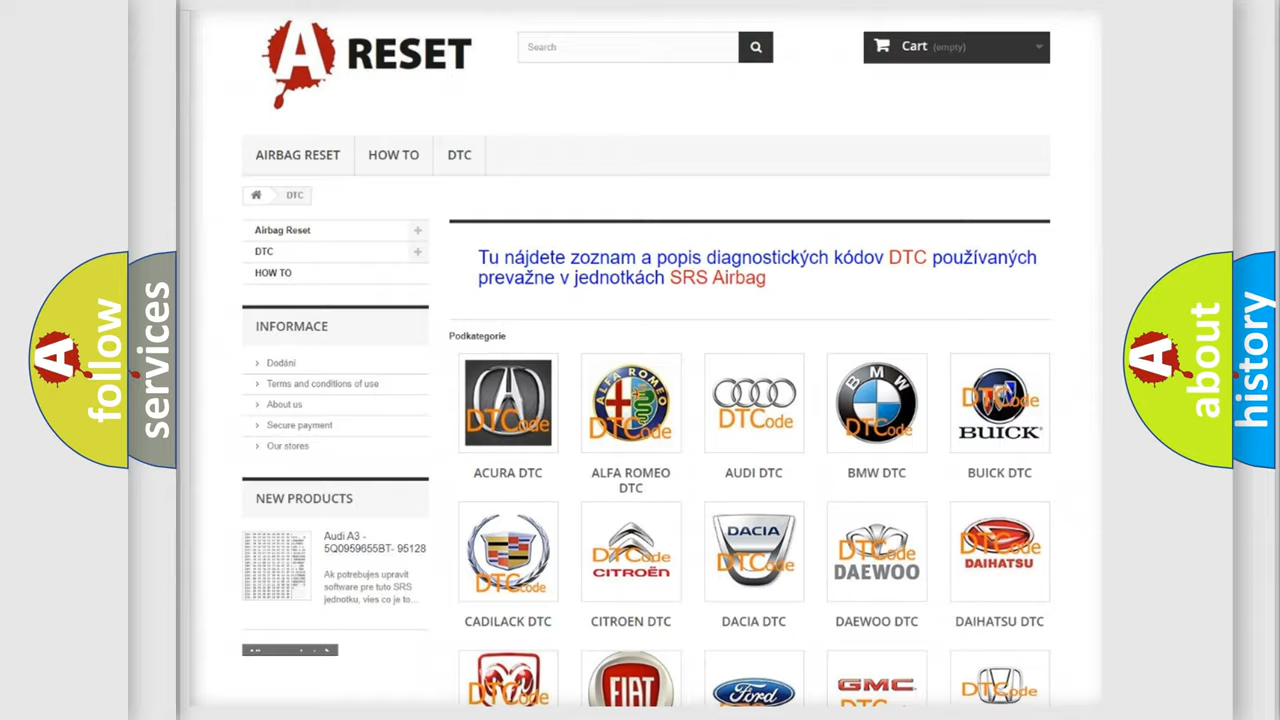 A RESET
Search
Cart (empty)
AIRBAG RESET
HOW TO
DTC
DTC
Airbag Reset
DTC
HOW TO
INFORMACE
Dodání
Terms and conditions of use
About us
Secure payment
Our stores
NEW PRODUCTS
Audi A3 -
5Q0959655BT- 95128
Ak potrebujes upravit
software pre tuto SRS
jednotku, vies co je to...
Tu nájdete zoznam a popis diagnostických kódov DTC používaných
prevažne v jednotkách SRS Airbag
Podkategorie
DTCode
ACURA DTC
ALFA ROMEO
DTCode
ALFA ROMEO
DTC
DTCode
AUDI DTC
BMW
DTCode
BMW DTC
DTCode
BUICK
BUICK DTC
DTCode
CADILACK DTC
DTCode
CITROËN
CITROEN DTC
DACIA
DTCode
DACIA DTC
DTCode
DAEWOO
DAEWOO DTC
DTCode
DAIHATSU
DAIHATSU DTC
DTCode
FIAT
Ford
GMC
DTCode
A follow
services
A about
history